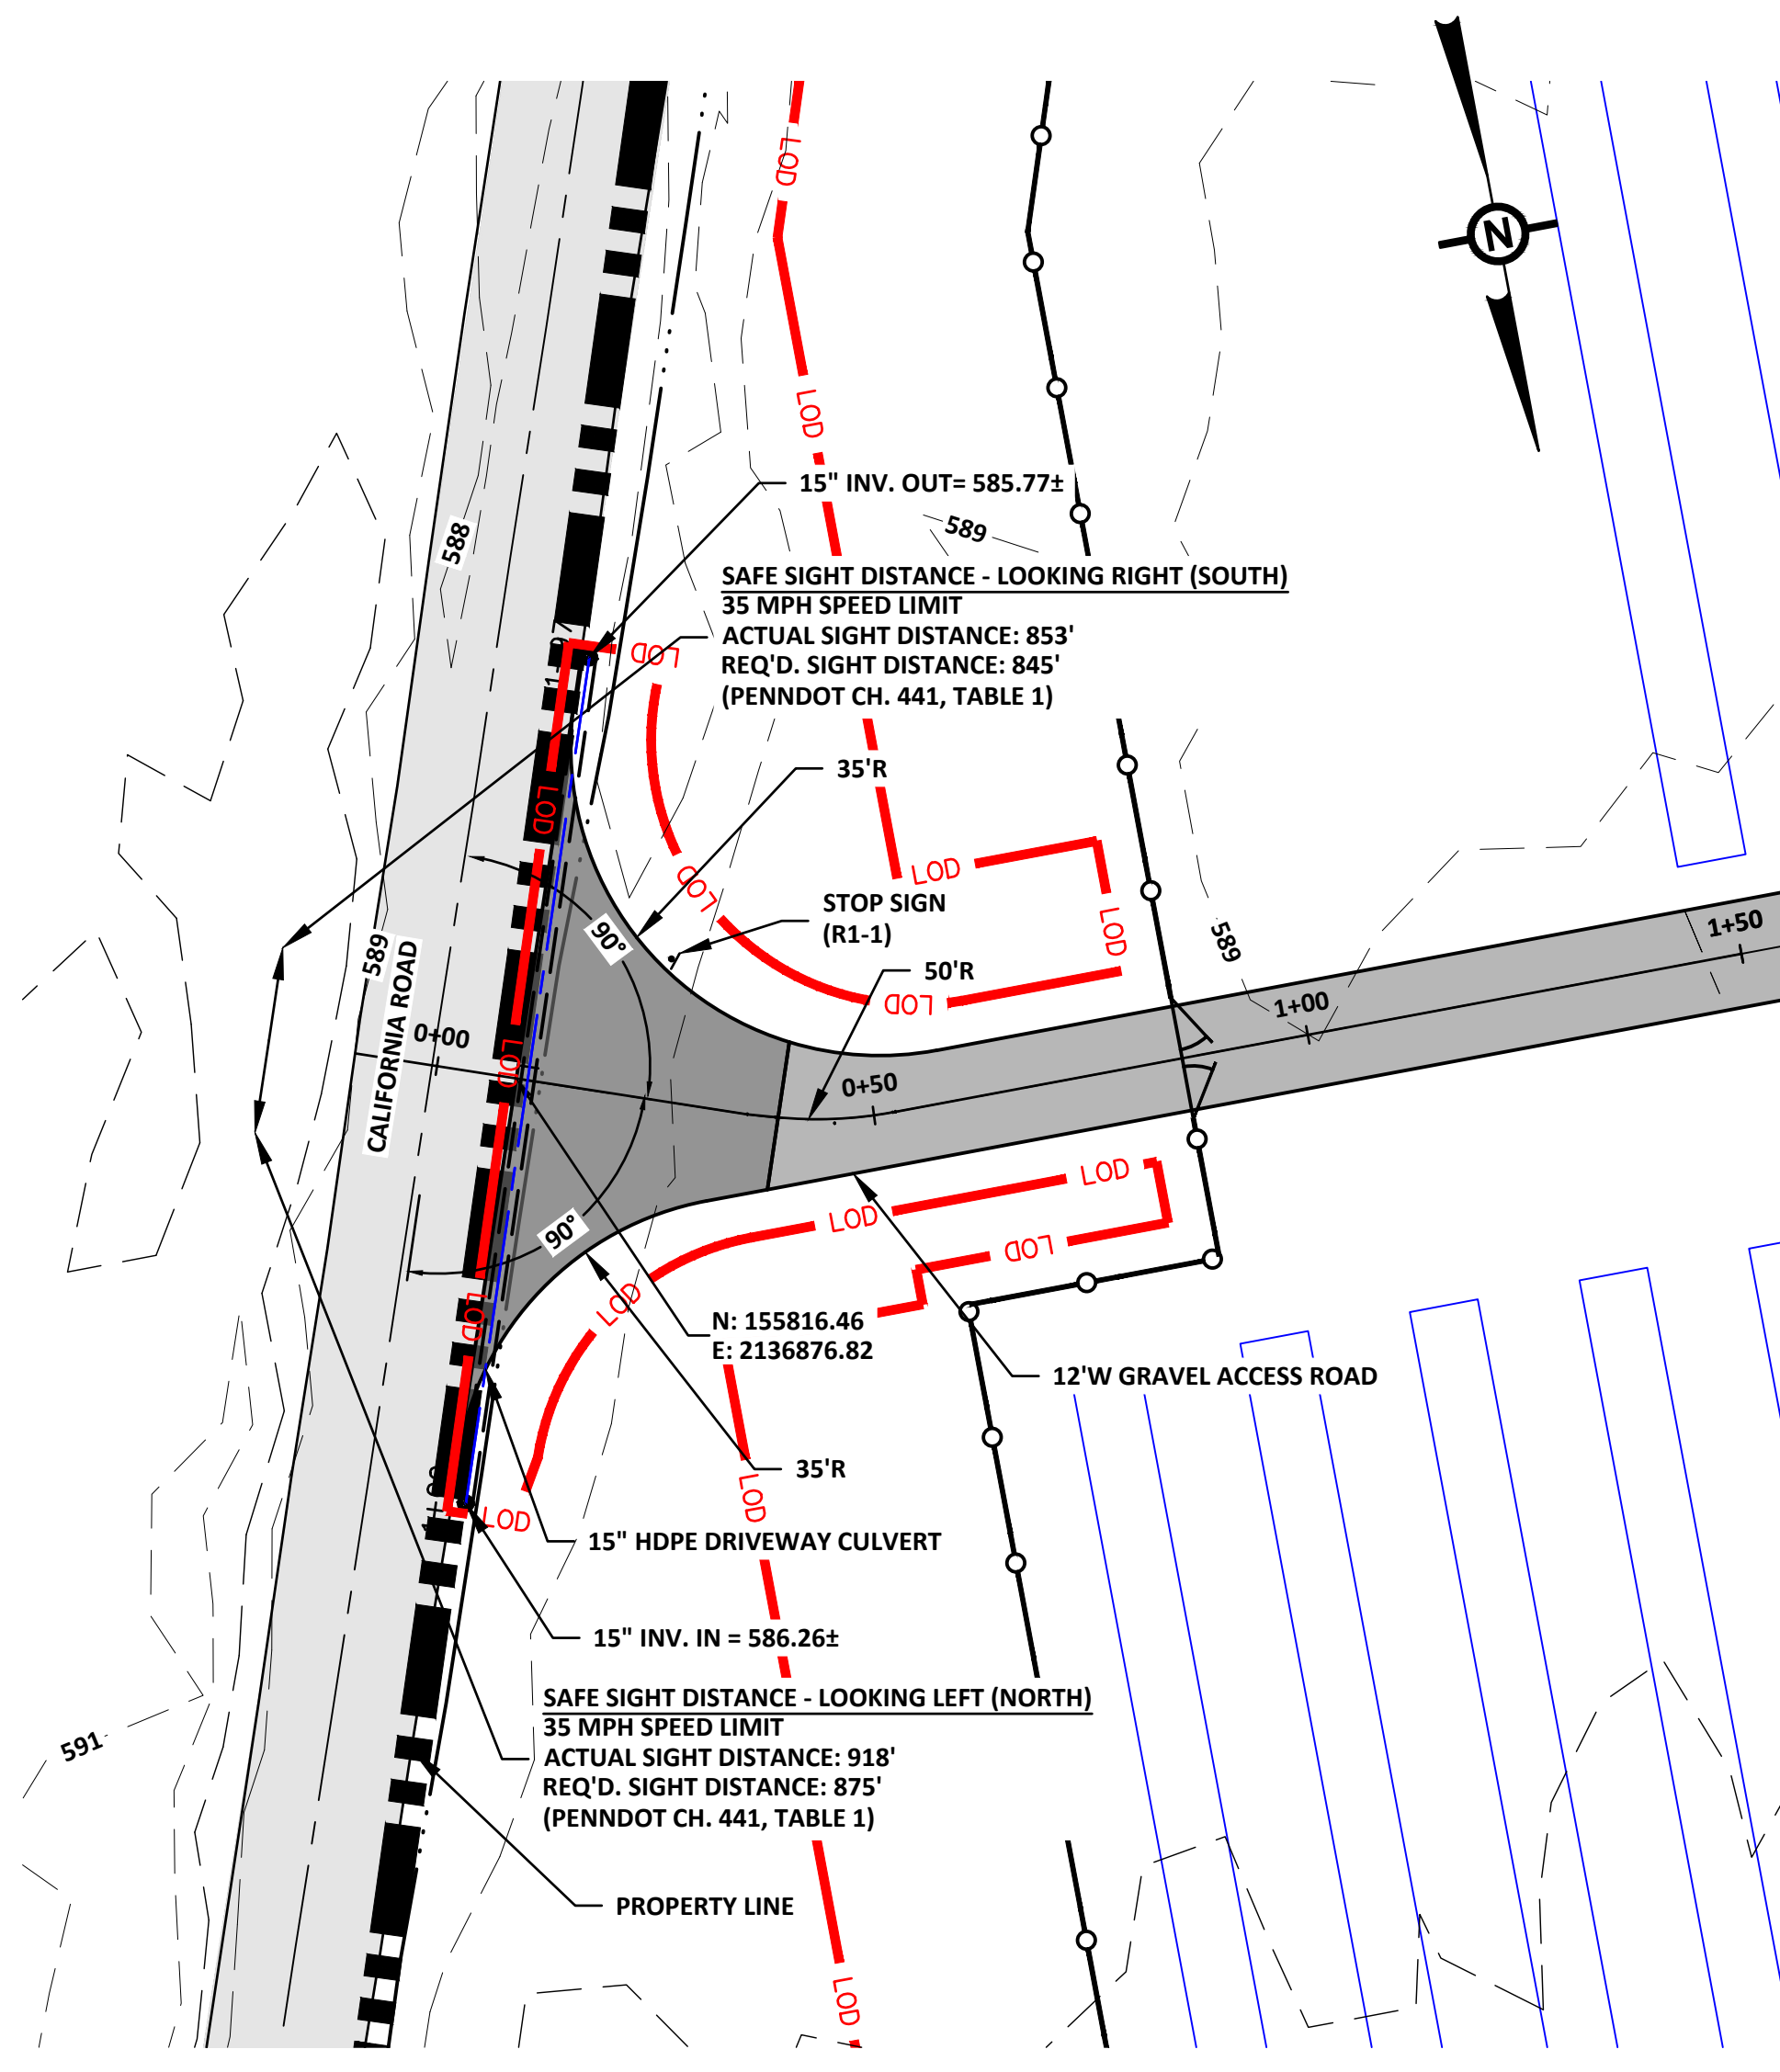 N
LOD
LOD
15" INV. OUT= 585.77±
588
589
SAFE SIGHT DISTANCE - LOOKING RIGHT (SOUTH)
35 MPH SPEED LIMIT
ACTUAL SIGHT DISTANCE: 853'
REQ'D. SIGHT DISTANCE: 845'
(PENNDOT CH. 441, TABLE 1)
LOD
35'R
LOD
LOD
LOD
STOP SIGN
(R1-1)
LOD
90°
589
589
50'R
LOD
1+50
1+00
CALIFORNIA ROAD
0+00
LOD
0+50
LOD
LOD
LOD
90°
LOD
LOD
N: 155816.46
E: 2136876.82
12'W GRAVEL ACCESS ROAD
35'R
LOD
LOD
15" HDPE DRIVEWAY CULVERT
15" INV. IN = 586.26±
SAFE SIGHT DISTANCE - LOOKING LEFT (NORTH)
35 MPH SPEED LIMIT
ACTUAL SIGHT DISTANCE: 918'
REQ'D. SIGHT DISTANCE: 875'
(PENNDOT CH. 441, TABLE 1)
591
PROPERTY LINE
LOD